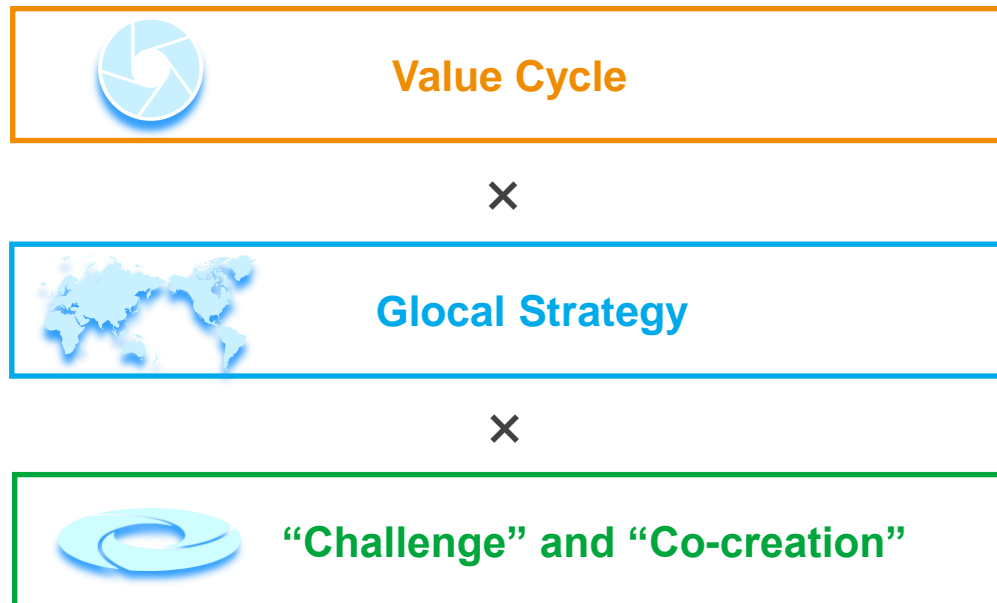 Value Cycle
×
Glocal Strategy
×
“Challenge” and “Co-creation”